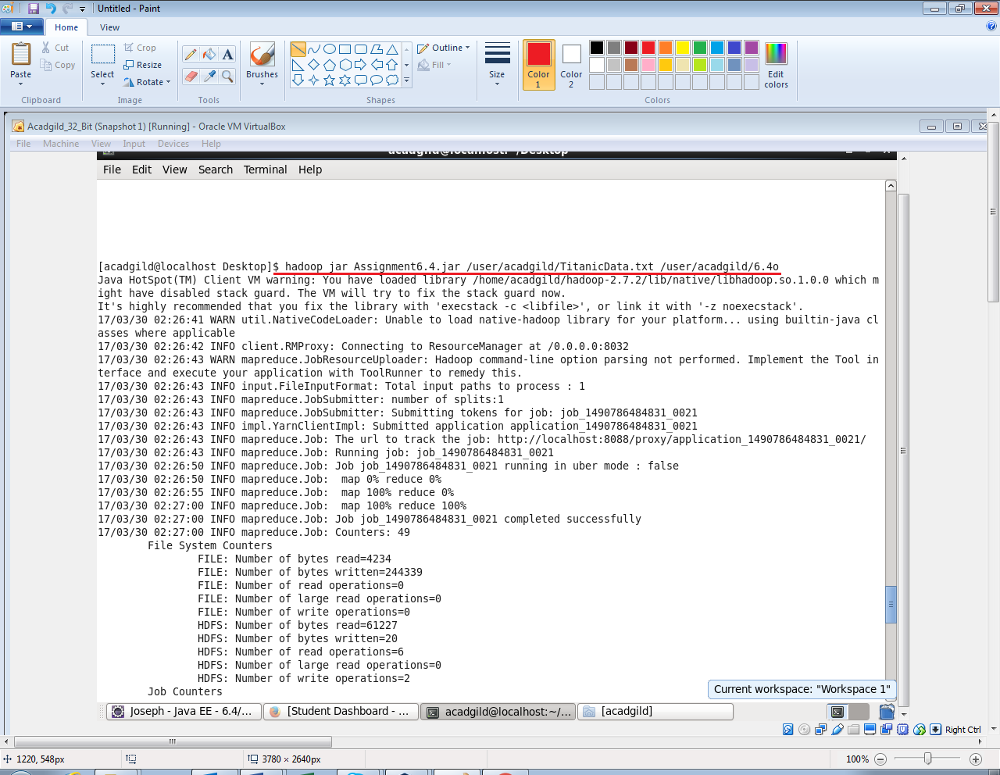 Untitled - Paint
Home
View
Paste
Cut
Copy
Clipboard
Select
Crop
Resize
Rotate
Image
Tools
Brushes
Shapes
Outline
Fill
Size
Color 1
Color 2
Colors
Edit colors
Acadgild_32_Bit (Snapshot 1) [Running] - Oracle VM VirtualBox
File Machine View Input Devices Help
acadgild@localhost:~/Desktop
File Edit View Search Terminal Help
[acadgild@localhost Desktop]$ hadoop jar Assignment6.4.jar /user/acadgild/TitanicData.txt /user/acadgild/6.4o
Java HotSpot(TM) Client VM warning: You have loaded library /home/acadgild/hadoop-2.7.2/lib/native/libhadoop.so.1.0.0 which m
ight have disabled stack guard. The VM will try to fix the stack guard now.
It's highly recommended that you fix the library with 'execstack -c <libfile>', or link it with '-z noexecstack'.
17/03/30 02:26:41 WARN util.NativeCodeLoader: Unable to load native-hadoop library for your platform... using builtin-java cl
asses where applicable
17/03/30 02:26:42 INFO client.RMProxy: Connecting to ResourceManager at /0.0.0.0:8032
17/03/30 02:26:43 WARN mapreduce.JobResourceUploader: Hadoop command-line option parsing not performed. Implement the Tool in
terface and execute your application with ToolRunner to remedy this.
17/03/30 02:26:43 INFO input.FileInputFormat: Total input paths to process : 1
17/03/30 02:26:43 INFO mapreduce.JobSubmitter: number of splits:1
17/03/30 02:26:43 INFO mapreduce.JobSubmitter: Submitting tokens for job: job_1490786484831_0021
17/03/30 02:26:43 INFO impl.YarnClientImpl: Submitted application application_1490786484831_0021
17/03/30 02:26:43 INFO mapreduce.Job: The url to track the job: http://localhost:8088/proxy/application_1490786484831_0021/
17/03/30 02:26:43 INFO mapreduce.Job: Running job: job_1490786484831_0021
17/03/30 02:26:50 INFO mapreduce.Job: Job job_1490786484831_0021 running in uber mode : false
17/03/30 02:26:50 INFO mapreduce.Job:  map 0% reduce 0%
17/03/30 02:26:55 INFO mapreduce.Job:  map 100% reduce 0%
17/03/30 02:27:00 INFO mapreduce.Job:  map 100% reduce 100%
17/03/30 02:27:00 INFO mapreduce.Job: Job job_1490786484831_0021 completed successfully
17/03/30 02:27:00 INFO mapreduce.Job: Counters: 49
File System Counters
FILE: Number of bytes read=4234
FILE: Number of bytes written=244339
FILE: Number of read operations=0
FILE: Number of large read operations=0
FILE: Number of write operations=0
HDFS: Number of bytes read=61227
HDFS: Number of bytes written=20
HDFS: Number of read operations=6
HDFS: Number of large read operations=0
HDFS: Number of write operations=2
Job Counters
Current workspace: "Workspace 1"
Joseph - Java EE - 6.4/...
[Student Dashboard - ...
acadgild@localhost:~/...
[acadgild]
Right Ctrl
1220, 548px
3780 × 2640px
100%